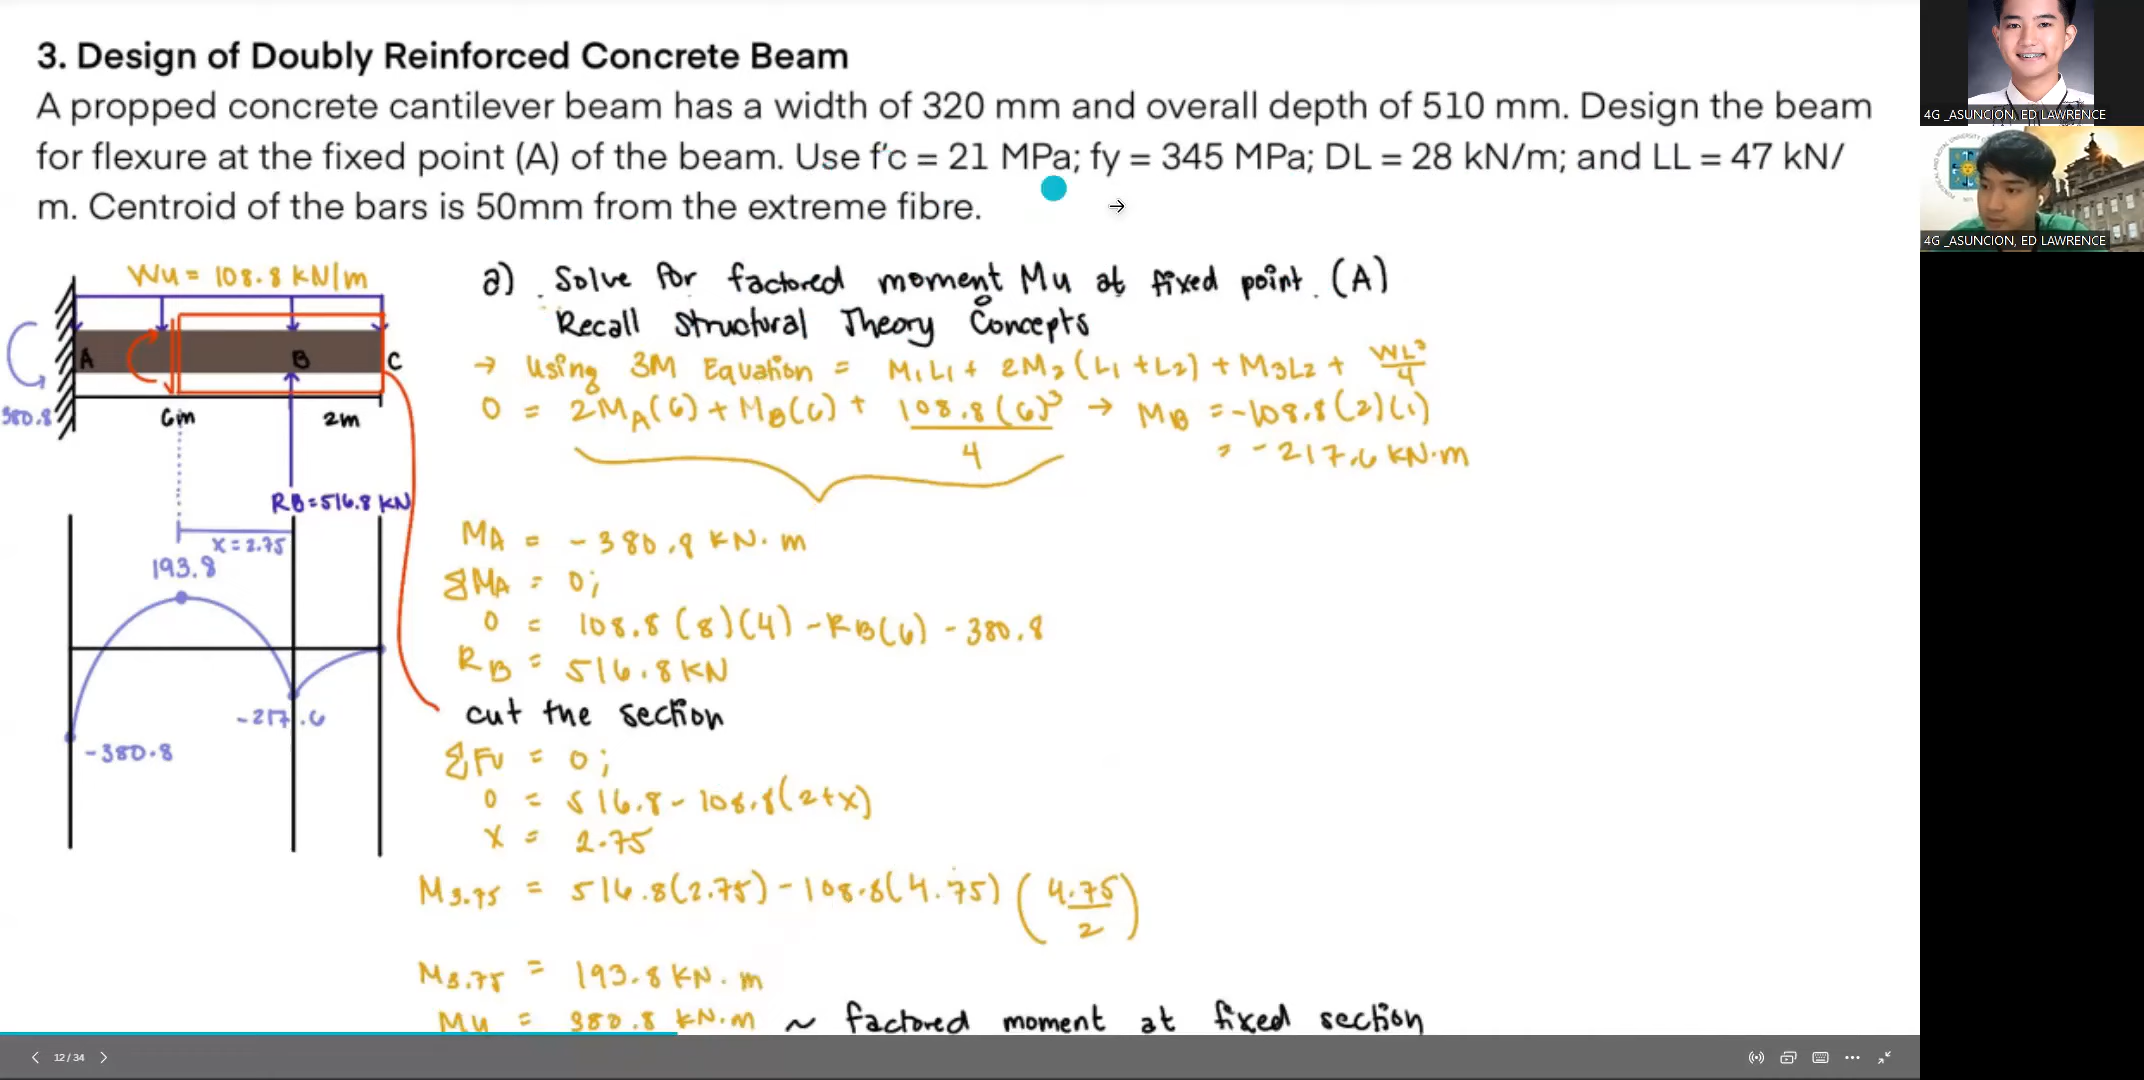 3. Design of Doubly Reinforced Concrete Beam
A propped concrete cantilever beam has a width of 320 mm and overall depth of 510 mm. Design the beam
for flexure at the fixed point (A) of the beam. Use f'c = 21 MPa; fy = 345 MPa; DL = 28 kN/m; and LL = 47 kN/
m. Centroid of the bars is 50mm from the extreme fibre.
Wu = 108.8 kN/m
A
B
C
380.8
6m
2m
RB=516.8 KN
x = 2.75
193.8
-217.6
-380.8
a). Solve for factored moment Mu at fixed point. (A)
Recall Structural Theory Concepts
→ Using 3M Equation = M1L1 + 2M2 (L1 + L2) + M3L2 + WL³/4
0 = 2MA(6) + MB(6) + 108.8(6)³/4 → MB = -108.8(2)(1)
= -217.6 KN·m
MA = -380.8 KN·m
ΣMA = 0;
0 = 108.8(8)(4) - RB(6) - 380.8
RB = 516.8 KN
cut the section
ΣFv = 0;
0 = 516.8 - 108.8(2+x)
x = 2.75
M3.75 = 516.8(2.75) - 108.8(4.75) (4.75/2)
M3.75 = 193.8 KN·m
Mu = 380.8 KN·m ~ factored moment at fixed section
12 / 34
4G _ASUNCION, ED LAWRENCE
4G _ASUNCION, ED LAWRENCE